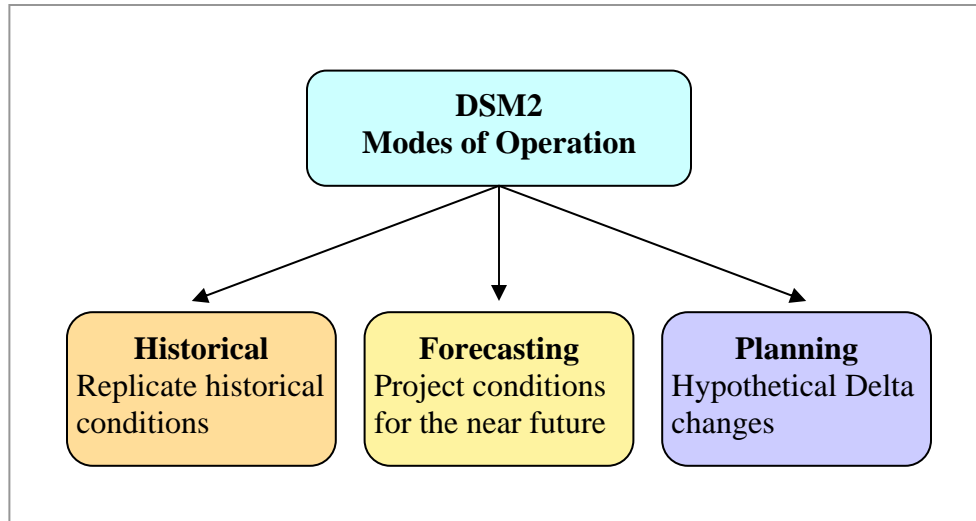 DSM2
Modes of Operation
Historical
Replicate historical
conditions
Forecasting
Project conditions
for the near future
Planning
Hypothetical Delta
changes